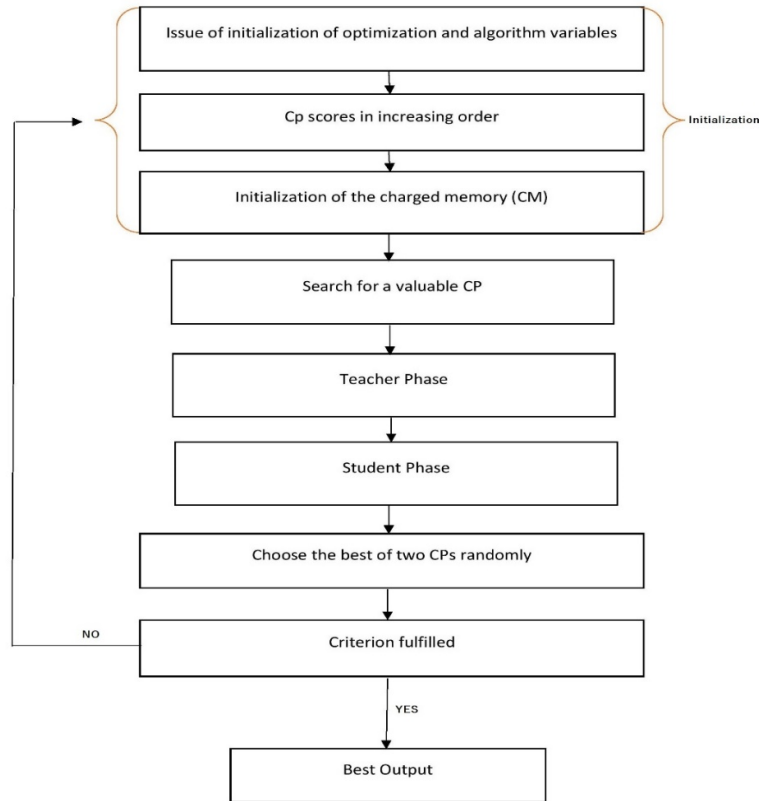 Issue of initialization of optimization and algorithm variables
Cp scores in increasing order
Initialization
Initialization of the charged memory (CM)
Search for a valuable CP
Teacher Phase
Student Phase
Choose the best of two CPs randomly
NO
Criterion fulfilled
YES
Best Output